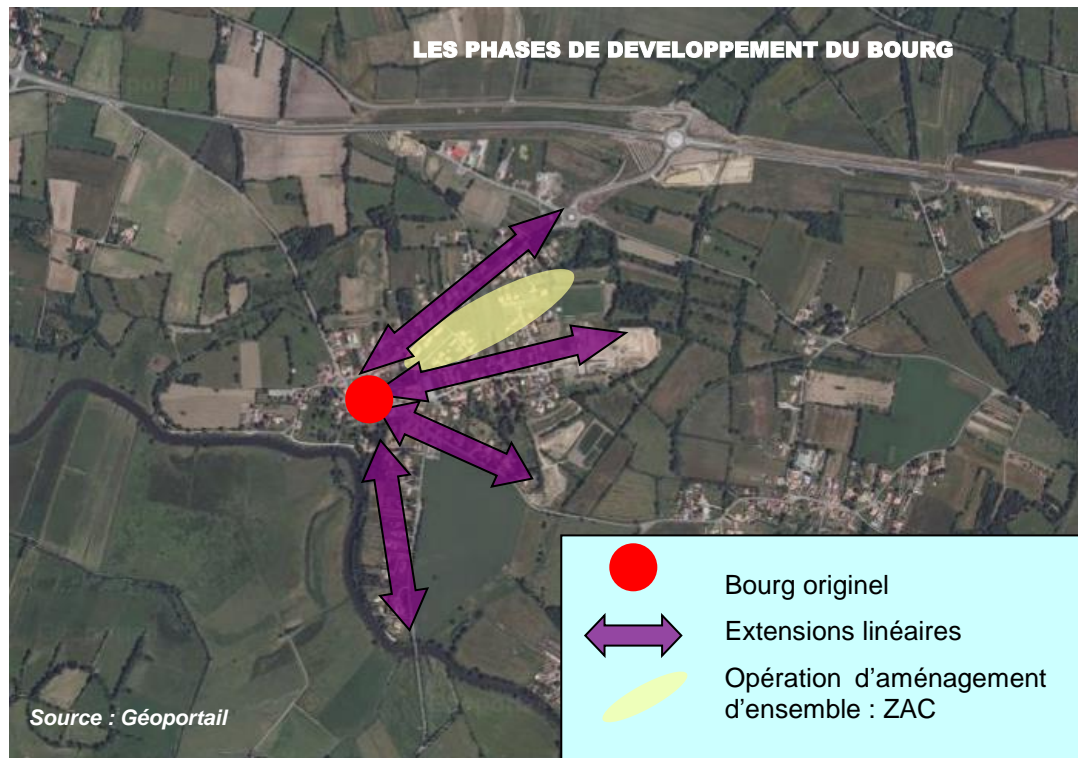 LES PHASES DE DEVELOPPEMENT DU BOURG
Bourg originel
Extensions linéaires
Opération d'aménagement
d'ensemble : ZAC
Source : Géoportail